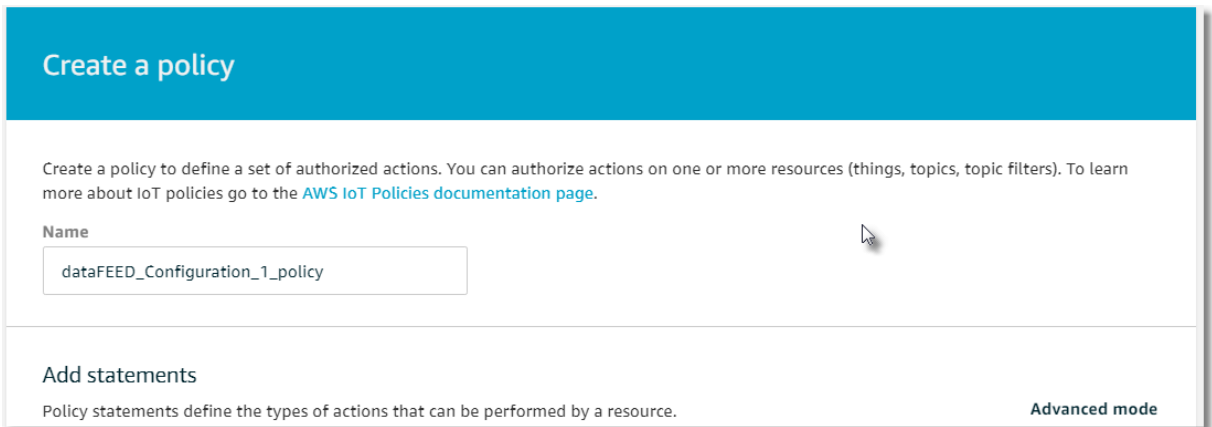 Create a policy
Create a policy to define a set of authorized actions. You can authorize actions on one or more resources (things, topics, topic filters). To learn
more about IoT policies go to the AWS IoT Policies documentation page.
Name
dataFEED_Configuration_1_policy
Add statements
Policy statements define the types of actions that can be performed by a resource.
Advanced mode